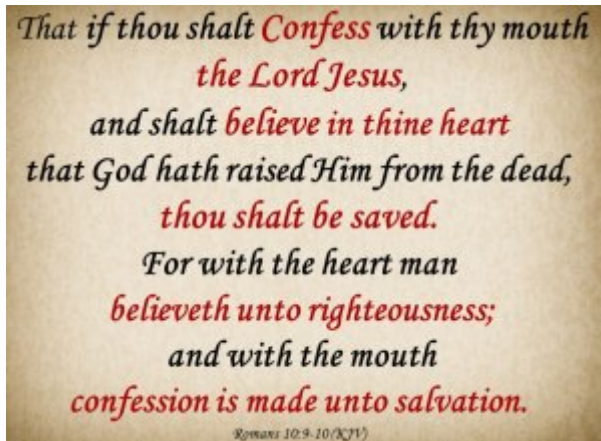 That if thou shalt Confess with thy mouth
the Lord Jesus,
and shalt believe in thine heart
that God hath raised Him from the dead,
thou shalt be saved.
For with the heart man
believeth unto righteousness;
and with the mouth
confession is made unto salvation.
Romans 10:9-10(KJV)